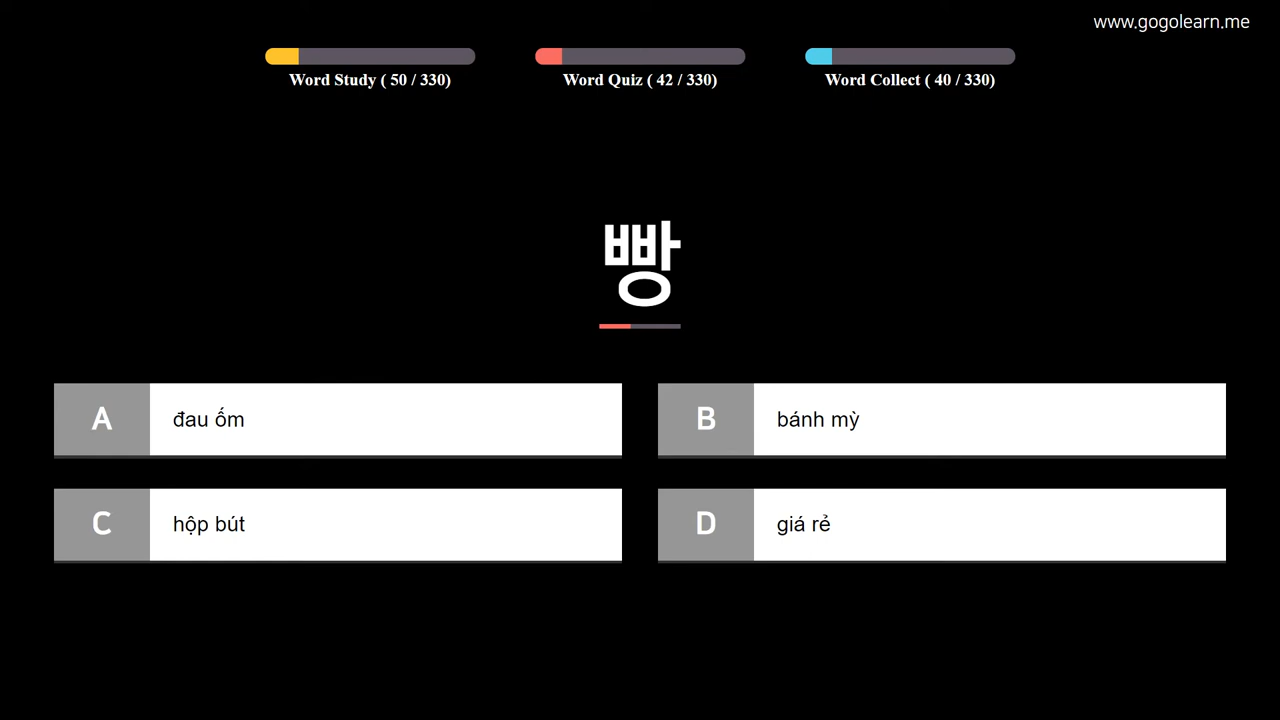 www.gogolearn.me
Word Study ( 50 / 330)
Word Quiz ( 42 / 330)
Word Collect ( 40 / 330)
빵
A đau ốm
B bánh mỳ
C hộp bút
D giá rẻ